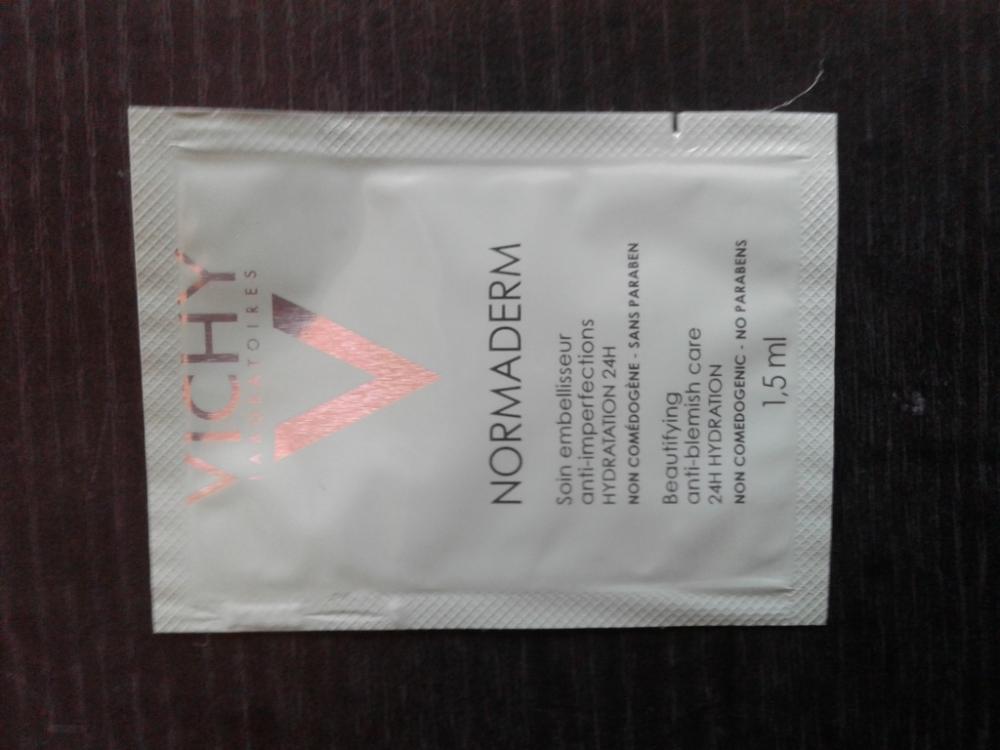 VICHY
LABORATOIRES
NORMADERM
Soin embellisseur
anti-imperfections
HYDRATATION 24H
NON COMÉDOGÈNE - SANS PARABEN
Beautifying
anti-blemish care
24H HYDRATION
NON COMEDOGENIC - NO PARABENS
1,5 ml